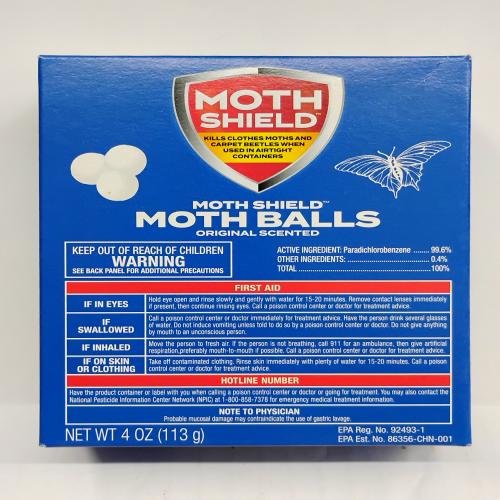 MOTH
SHIELD™
KILLS CLOTHES MOTHS AND
CARPET BEETLES WHEN
USED IN AIRTIGHT
CONTAINERS
MOTH SHIELD™
MOTH BALLS
ORIGINAL SCENTED
KEEP OUT OF REACH OF CHILDREN
WARNING
SEE BACK PANEL FOR ADDITIONAL PRECAUTIONS
ACTIVE INGREDIENT: Paradichlorobenzene ........ 99.6%
OTHER INGREDIENTS: ........ 0.4%
TOTAL ........ 100%
FIRST AID
IF IN EYES
Hold eye open and rinse slowly and gently with water for 15-20 minutes. Remove contact lenses immediately
if present, then continue rinsing eyes. Call a poison control center or doctor for treatment advice.
IF
SWALLOWED
Call a poison control center or doctor immediately for treatment advice. Have the person drink several glasses
of water. Do not induce vomiting unless told to do so by a poison control center or doctor. Do not give anything
by mouth to an unconscious person.
IF INHALED
Move the person to fresh air. If the person is not breathing, call 911 for an ambulance, then give artificial
respiration,preferably mouth-to-mouth if possible. Call a poison control center or doctor for treatment advice.
IF ON SKIN
OR CLOTHING
Take off contaminated clothing. Rinse skin immediately with plenty of water for 15-20 minutes. Call a poison
control center or doctor for treatment advice.
HOTLINE NUMBER
Have the product container or label with you when calling a poison control center or doctor or going for treatment. You may also contact the
National Pesticide Information Center Network (NPIC) at 1-800-858-7378 for emergency medical treatment information.
NOTE TO PHYSICIAN
Probable mucosal damage may contraindicate the use of gastric lavage.
NET WT 4 OZ (113 g)
EPA Reg. No. 92493-1
EPA Est. No. 86356-CHN-001